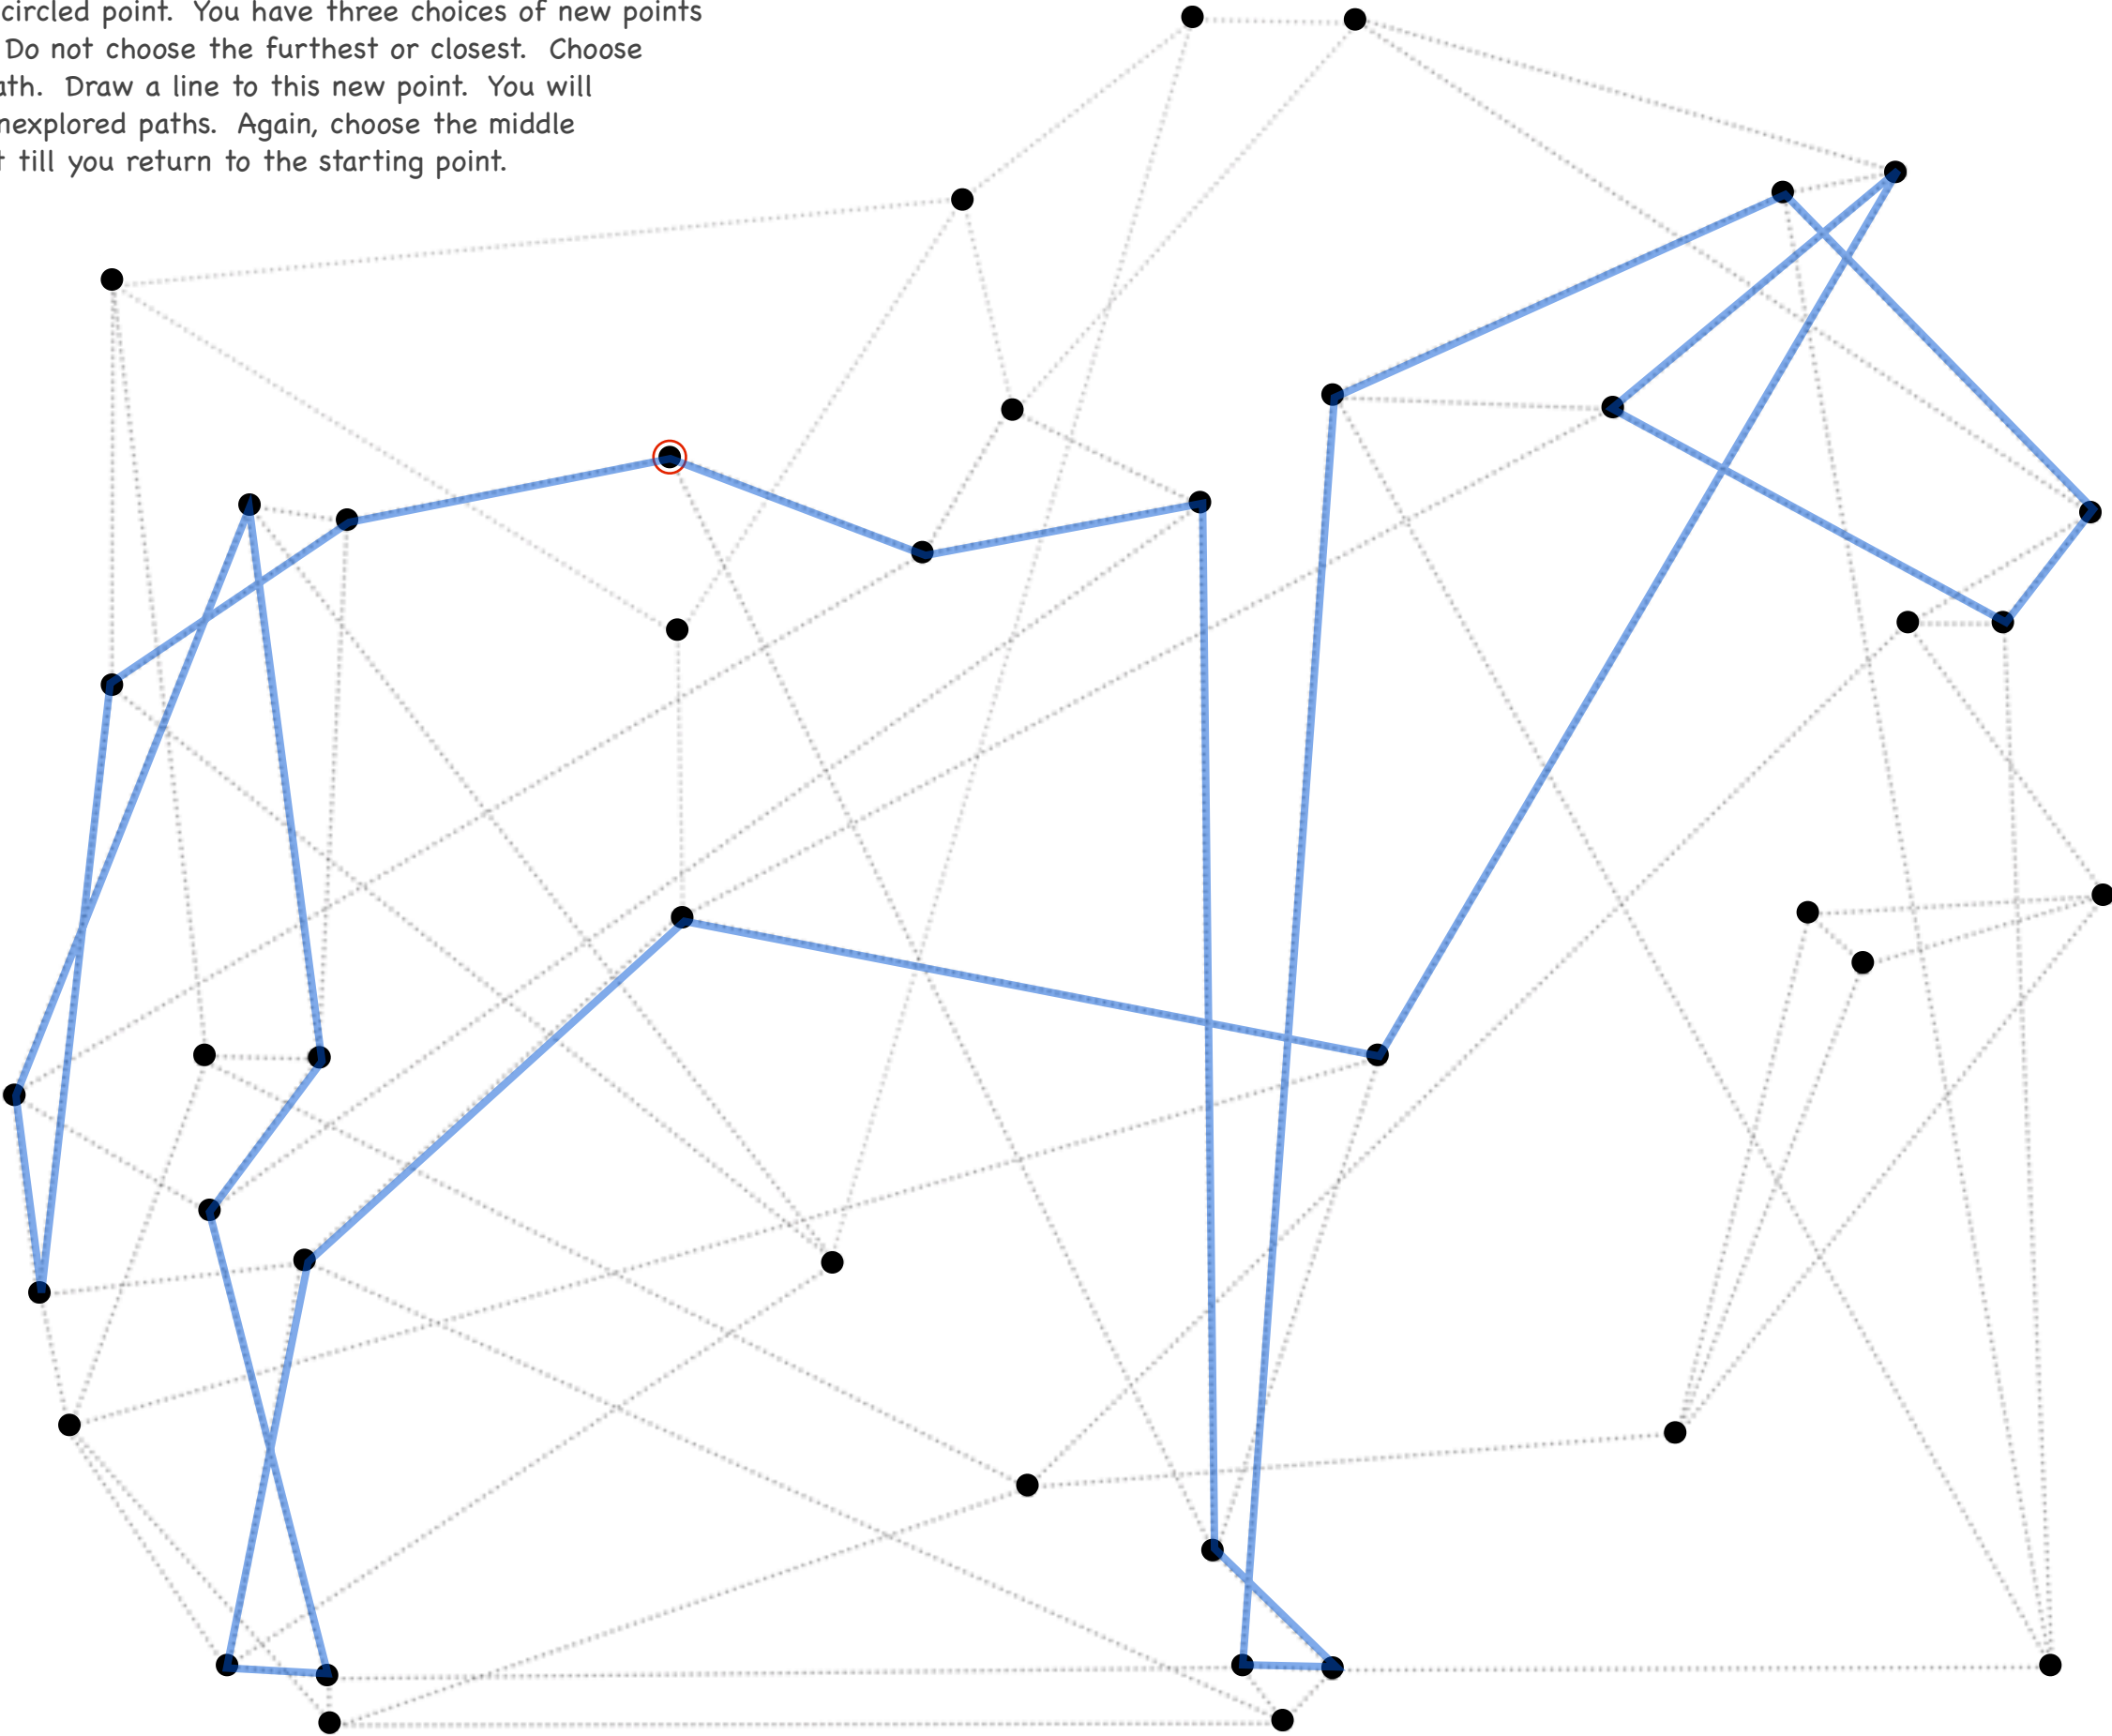 circled point. You have three choices of new points
Do not choose the furthest or closest. Choose
ath. Draw a line to this new point. You will
nexplored paths. Again, choose the middle
t till you return to the starting point.